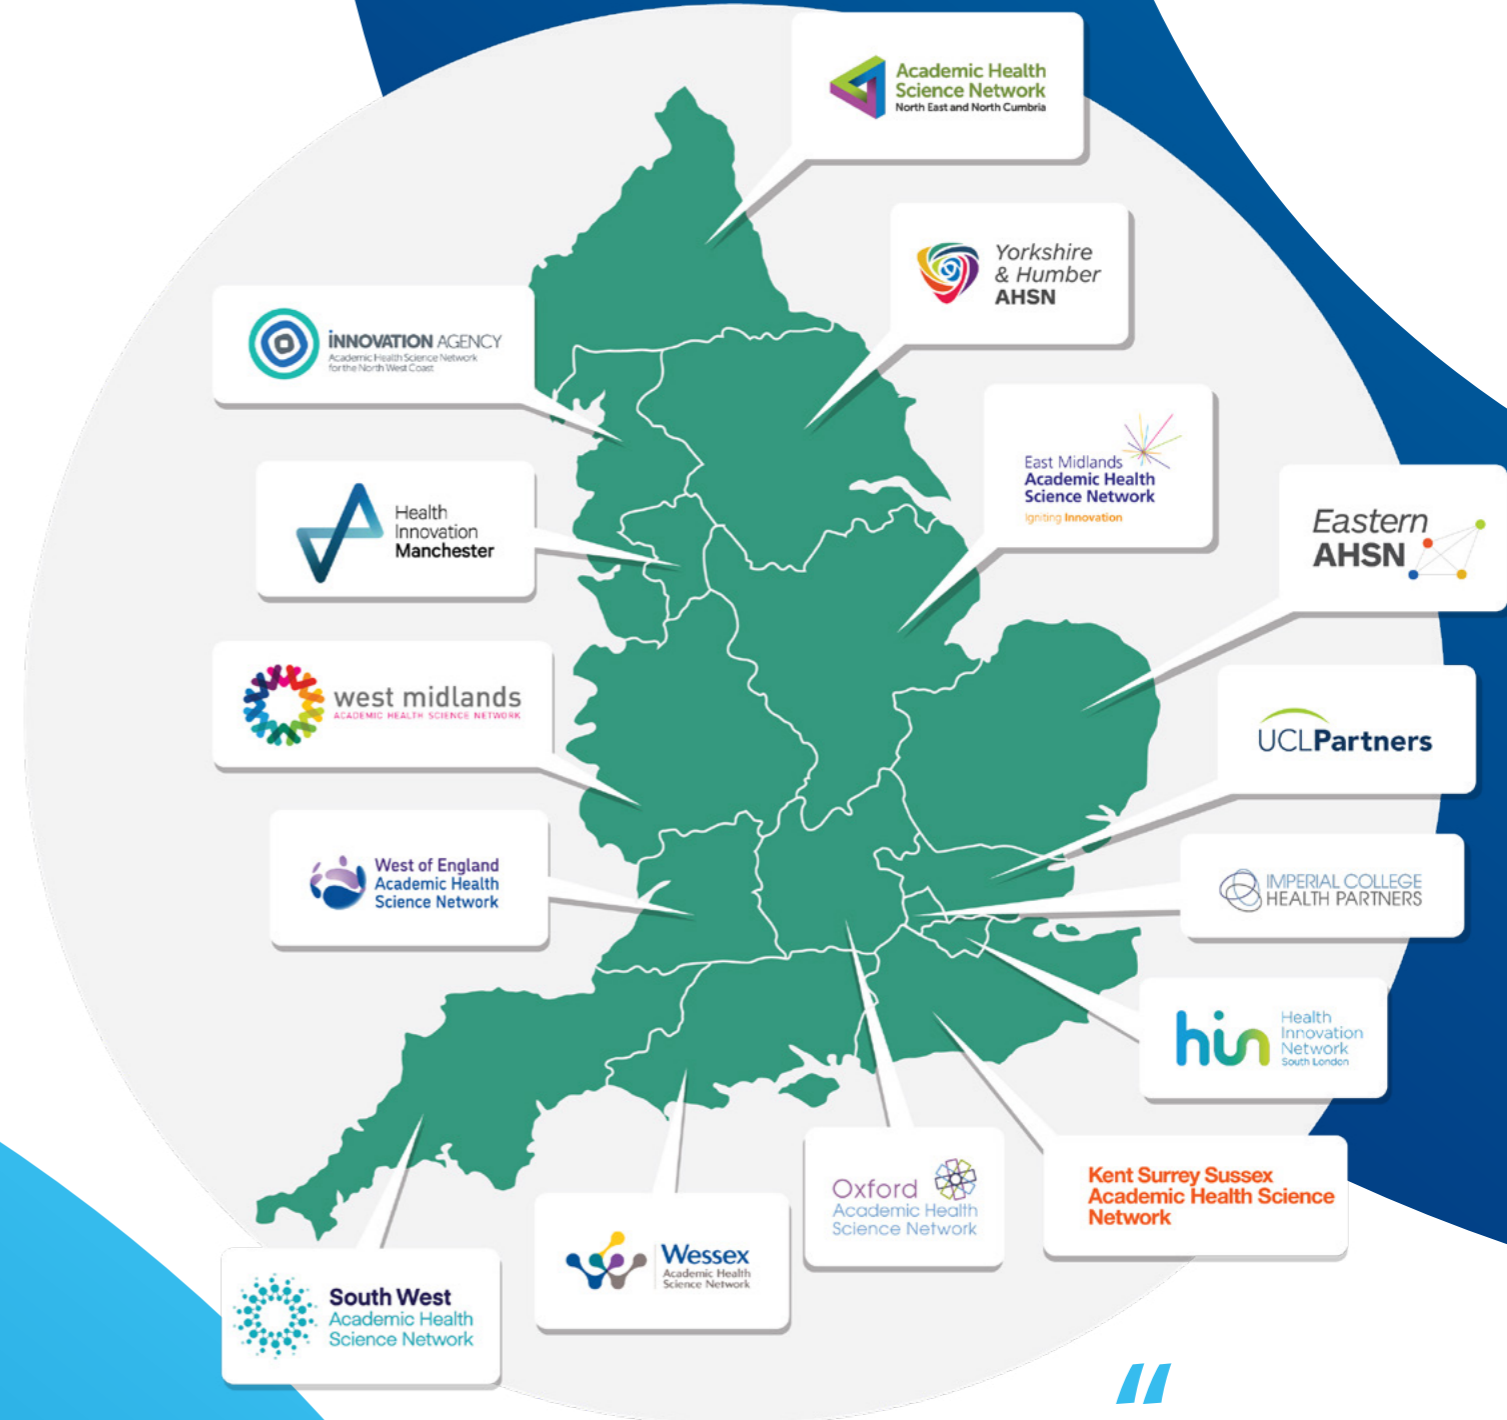 Academic Health
Science Network
North East and North Cumbria
Yorkshire
& Humber
AHSN
iNNOVATION AGENCY
Academic Health Science Network
for the North West Coast
East Midlands
Academic Health
Science Network
Igniting Innovation
Health
Innovation
Manchester
Eastern
AHSN
west midlands
ACADEMIC HEALTH SCIENCE NETWORK
UCLPartners
West of England
Academic Health
Science Network
IMPERIAL COLLEGE
HEALTH PARTNERS
hin
Health
Innovation
Network
South London
Oxford
Academic Health
Science Network
Kent Surrey Sussex
Academic Health Science
Network
Wessex
Academic Health
Science Network
South West
Academic Health
Science Network
“